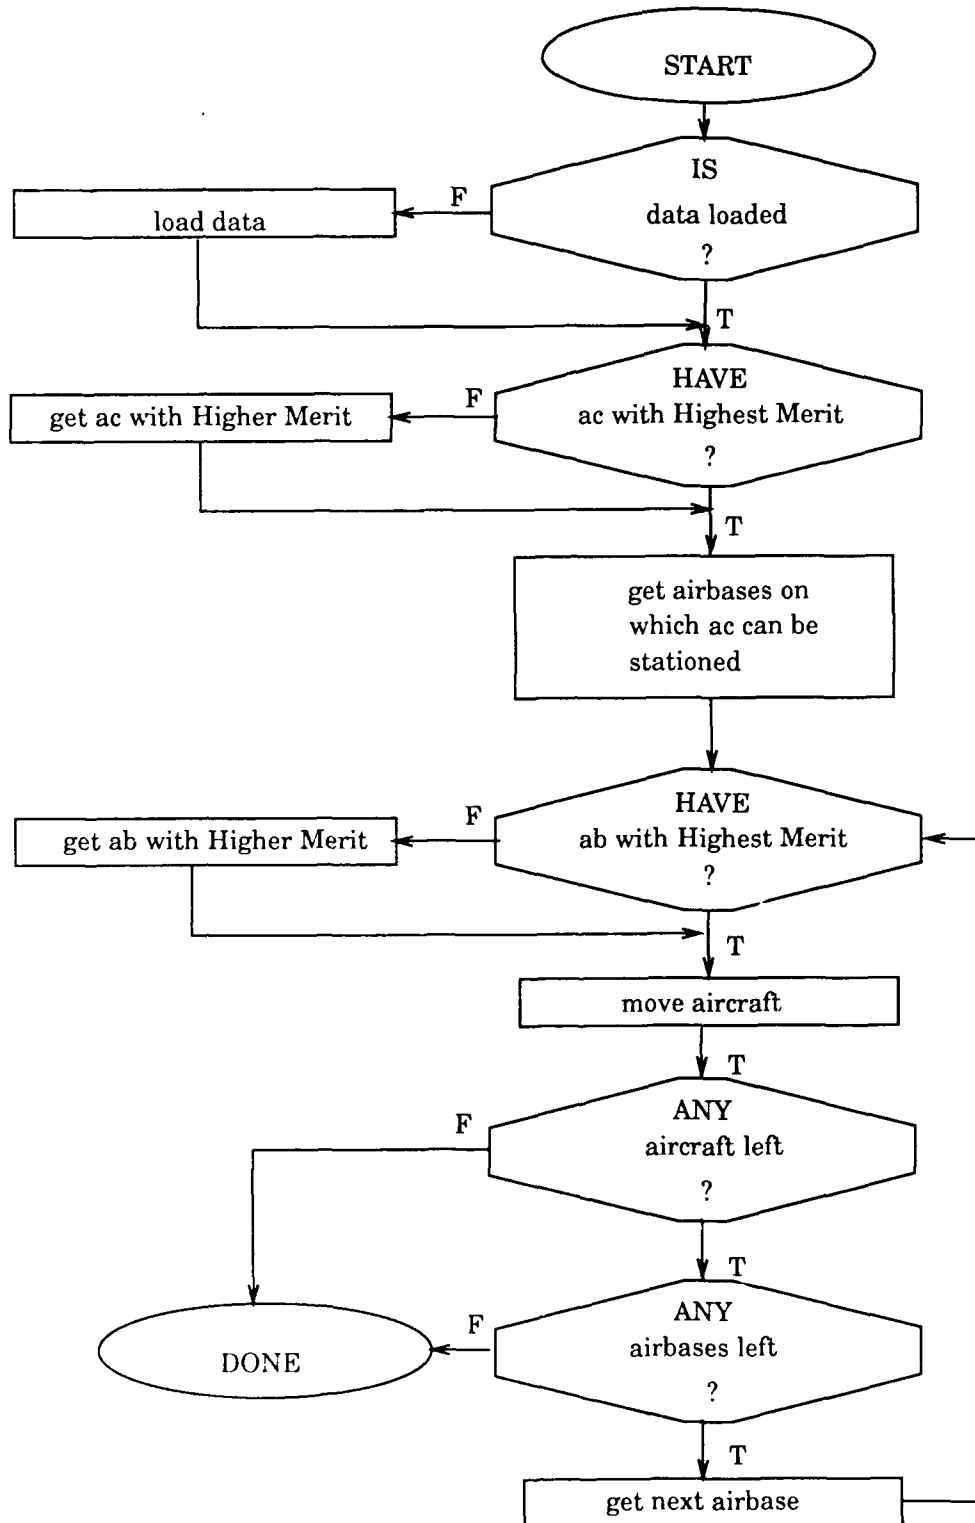 START
IS
data loaded
?
F
load data
T
HAVE
ac with Highest Merit
?
F
get ac with Higher Merit
T
get airbases on
which ac can be
stationed
HAVE
ab with Highest Merit
?
F
get ab with Higher Merit
T
move aircraft
T
ANY
aircraft left
?
F
T
ANY
airbases left
?
F
DONE
T
get next airbase